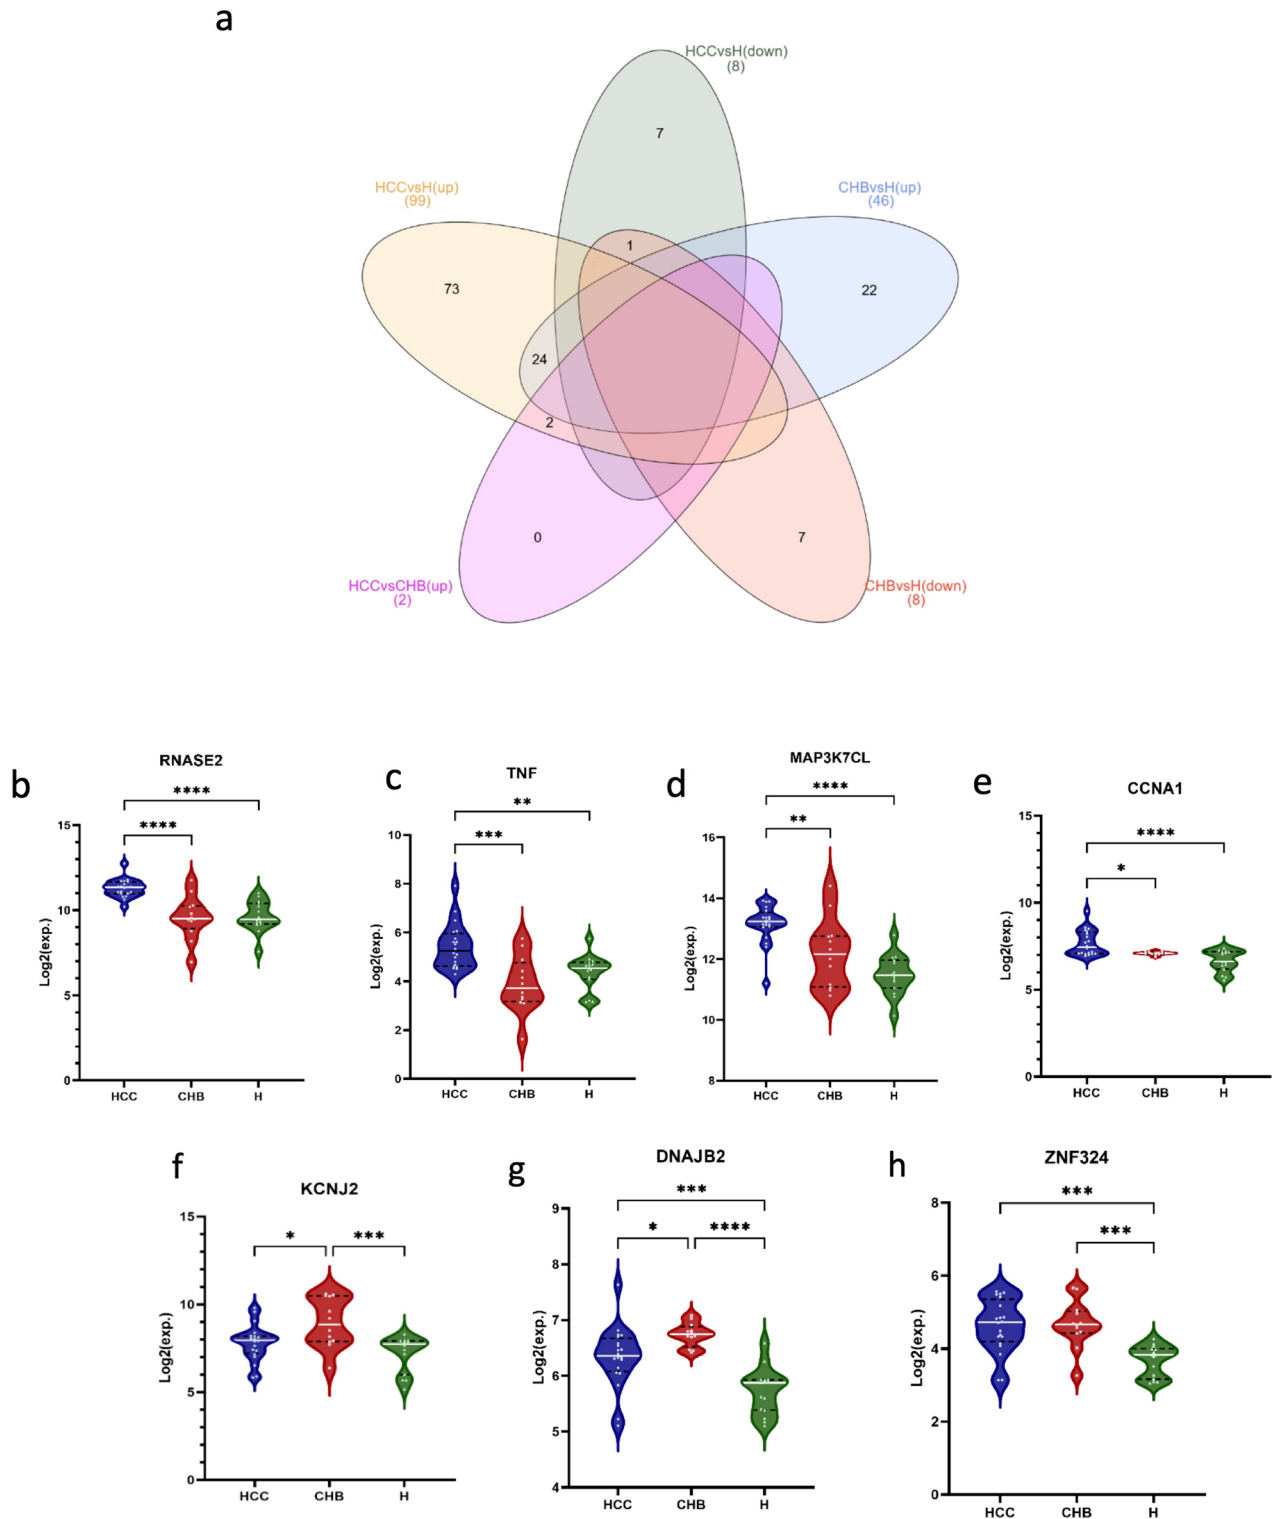 a
HCCvsH(down)
(8)
7
HCCvsH(up)
(99)
CHBvsH(up)
(46)
1
73
22
24
2
0
7
HCCvsCHB(up)
(2)
CHBvsH(down)
(8)
b
RNASE2
****
****
Log2(exp.)
15
10
5
0
HCC CHB H
c
TNF
**
***
Log2(exp.)
10
8
6
4
2
0
HCC CHB H
d
MAP3K7CL
****
**
Log2(exp.)
16
14
12
10
8
HCC CHB H
e
CCNA1
****
*
Log2(exp.)
15
10
5
0
HCC CHB H
f
KCNJ2
* ***
Log2(exp.)
15
10
5
0
HCC CHB H
g
DNAJB2
***
* ****
Log2(exp.)
9
8
7
6
5
4
HCC CHB H
h
ZNF324
***
***
Log2(exp.)
8
6
4
2
0
HCC CHB H